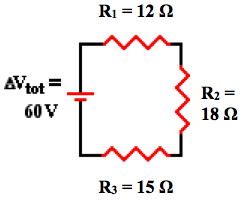 R₁ = 12 Ω
ΔVtot =
60 V
R₂ =
18 Ω
R₃ = 15 Ω